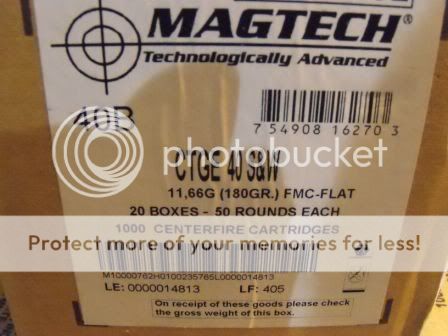 MAGTECH®
Technologically Advanced
40B
7 54908 16270 3
photobucket
CTGE 40 S&W
11,66G (180GR.) FMC-FLAT
20 BOXES - 50 ROUNDS EACH
1000 CENTERFIRE CARTRIDGES
Protect more of your memories for less!
M10000762H0100235765L0000014813
LE: 0000014813 LF: 405
On receipt of these goods please check
the gross weight of this box.